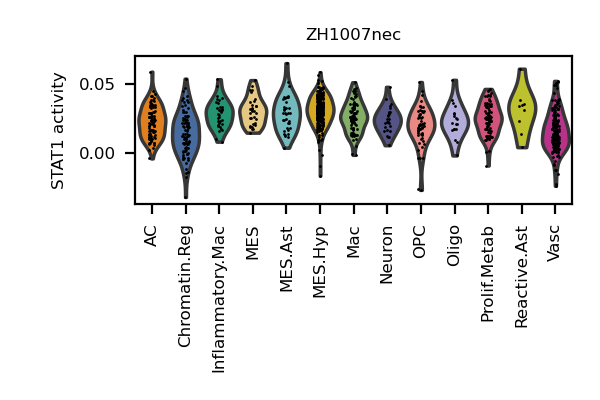 ZH1007nec
STAT1 activity
0.05
0.00
AC
Chromatin.Reg
Inflammatory.Mac
MES
MES.Ast
MES.Hyp
Mac
Neuron
OPC
Oligo
Prolif.Metab
Reactive.Ast
Vasc